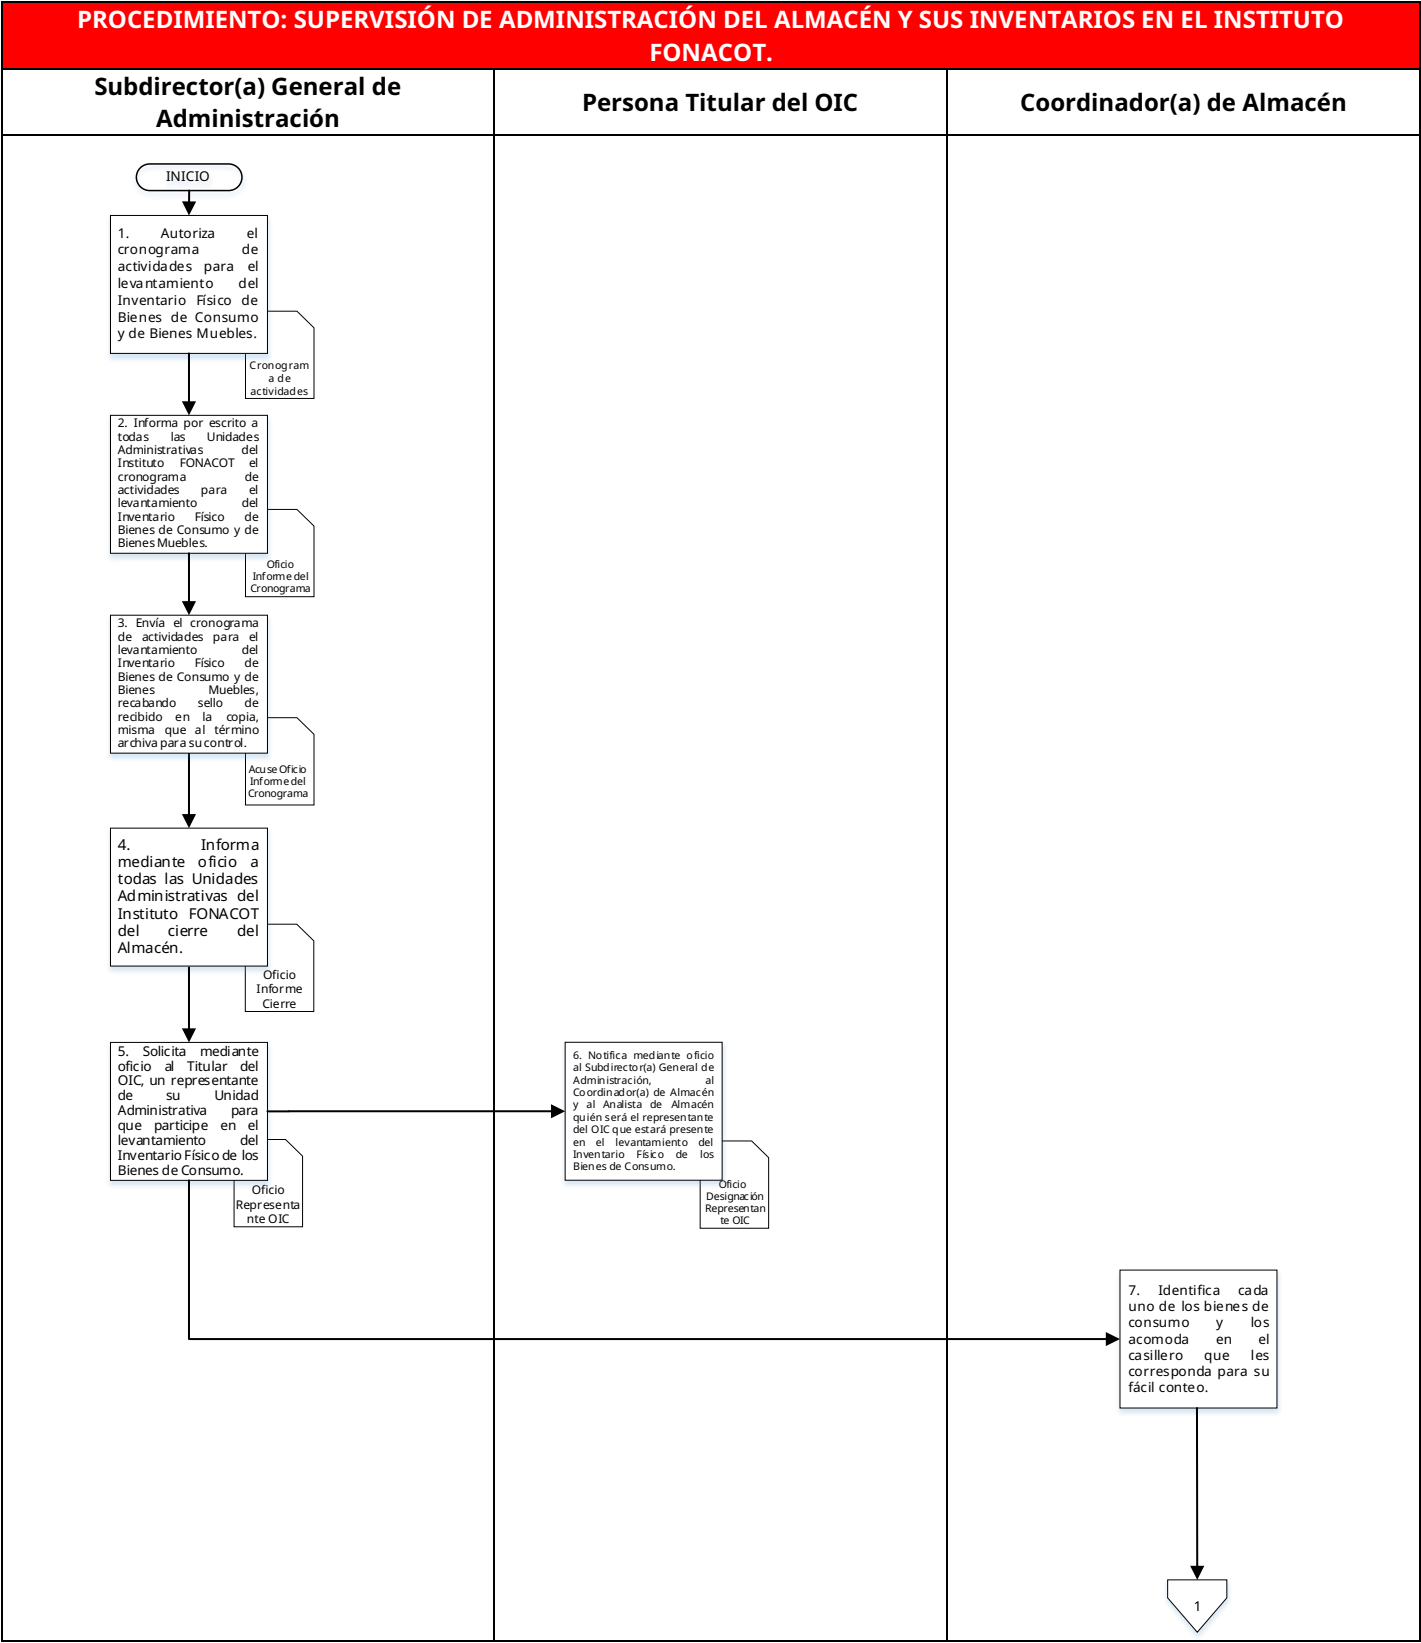 PROCEDIMIENTO: SUPERVISIÓN DE ADMINISTRACIÓN DEL ALMACÉN Y SUS INVENTARIOS EN EL INSTITUTO
FONACOT.
Subdirector(a) General de
Administración
Persona Titular del OIC
Coordinador(a) de Almacén
INICIO
1. Autoriza el
cronograma de
actividades para el
levantamiento del
Inventario Físico de
Bienes de Consumo
y de Bienes Muebles.
Cronogram
a de
actividades
2. Informa por escrito a
todas las Unidades
Administrativas del
Instituto FONACOT el
cronograma de
actividades para el
levantamiento del
Inventario Físico de
Bienes de Consumo y de
Bienes Muebles.
Oficio
Informe del
Cronograma
3. Envía el cronograma
de actividades para el
levantamiento del
Inventario Físico de
Bienes de Consumo y de
Bienes Muebles,
recabando sello de
recibido en la copia,
misma que al término
archiva para su control.
Acuse Oficio
Informe del
Cronograma
4. Informa
mediante oficio a
todas las Unidades
Administrativas del
Instituto FONACOT
del cierre del
Almacén.
Oficio
Informe
Cierre
5. Solicita mediante
oficio al Titular del
OIC, un representante
de su Unidad
Administrativa para
que participe en el
levantamiento del
Inventario Físico de los
Bienes de Consumo.
Oficio
Representa
nte OIC
6. Notifica mediante oficio
al Subdirector(a) General de
Administración, al
Coordinador(a) de Almacén
y al Analista de Almacén
quién será el representante
del OIC que estará presente
en el levantamiento del
Inventario Físico de los
Bienes de Consumo.
Oficio
Designación
Representan
te OIC
7. Identifica cada
uno de los bienes de
consumo y los
acomoda en el
casillero que les
corresponda para su
fácil conteo.
1